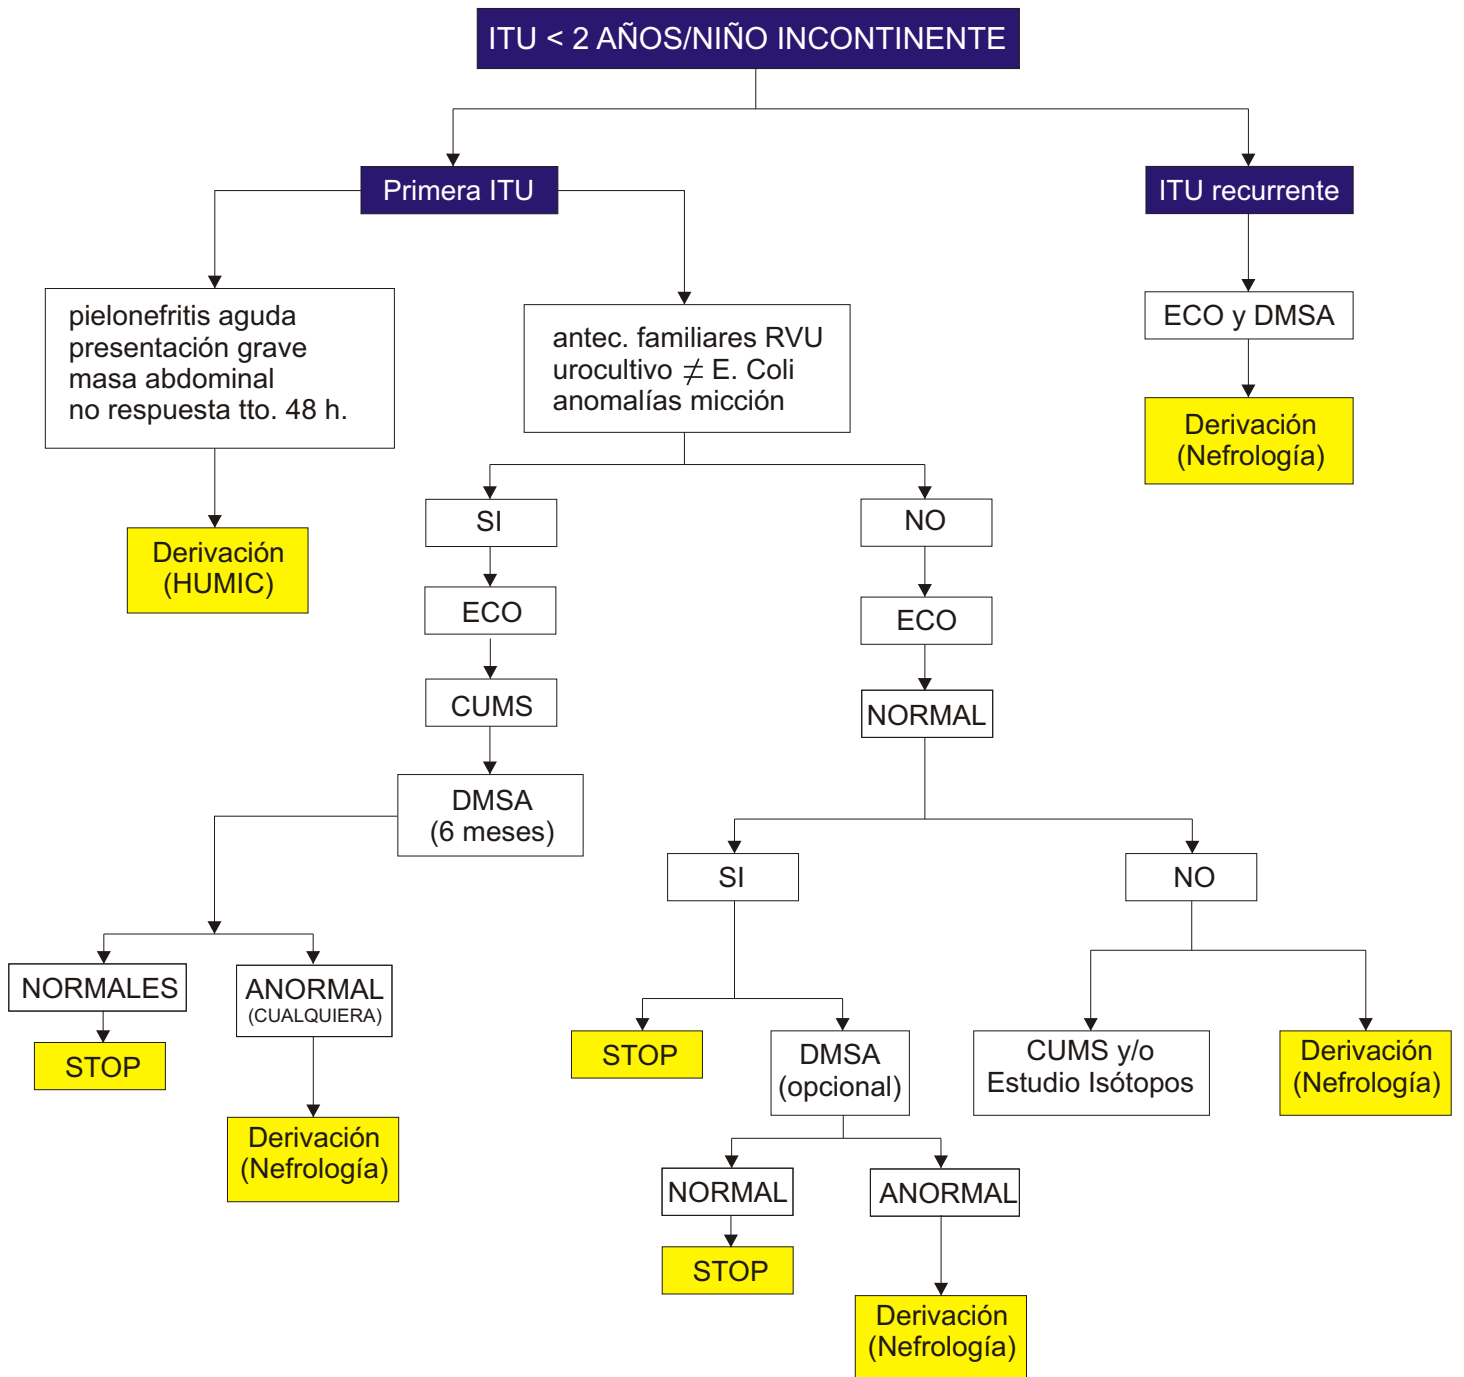 ITU < 2 AÑOS/NIÑO INCONTINENTE
Primera ITU
ITU recurrente
pielonefritis aguda
presentación grave
masa abdominal
no respuesta tto. 48 h.
antec. familiares RVU
urocultivo ≠ E. Coli
anomalías micción
ECO y DMSA
Derivación
(Nefrología)
Derivación
(HUMIC)
SI
NO
ECO
ECO
CUMS
NORMAL
DMSA
(6 meses)
SI
NO
NORMALES
ANORMAL
(CUALQUIERA)
STOP
Derivación
(Nefrología)
STOP
DMSA
(opcional)
CUMS y/o
Estudio Isótopos
Derivación
(Nefrología)
NORMAL
ANORMAL
STOP
Derivación
(Nefrología)